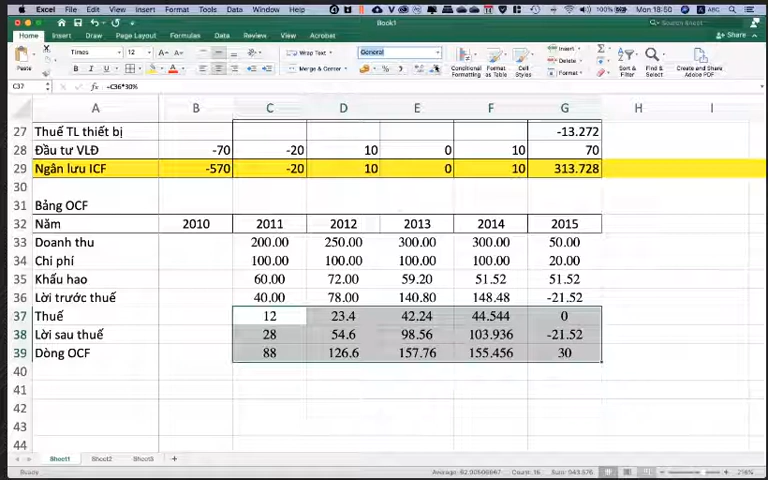 Excel File Edit View Insert Format Tools Data Window Help 100% Mon 18:50 ABC
Book1
Home Insert Draw Page Layout Formulas Data Review View Acrobat Share
Paste Times 12 Wrap Text General Conditional Formatting Format as Table Cell Styles Insert Delete Format Sort & Filter Find & Select Create and Share Adobe PDF
B I U Merge & Center
C37 fx =C36*30%
A B C D E F G H I
27 Thuế TL thiết bị -13.272
28 Đầu tư VLĐ -70 -20 10 0 10 70
29 Ngân lưu ICF -570 -20 10 0 10 313.728
30
31 Bảng OCF
32 Năm 2010 2011 2012 2013 2014 2015
33 Doanh thu 200.00 250.00 300.00 300.00 50.00
34 Chi phí 100.00 100.00 100.00 100.00 20.00
35 Khấu hao 60.00 72.00 59.20 51.52 51.52
36 Lời trước thuế 40.00 78.00 140.80 148.48 -21.52
37 Thuế 12 23.4 42.24 44.544 0
38 Lời sau thuế 28 54.6 98.56 103.936 -21.52
39 Dòng OCF 88 126.6 157.76 155.456 30
40
41
42
43
44
Sheet1 Sheet2 Sheet3 +
Ready